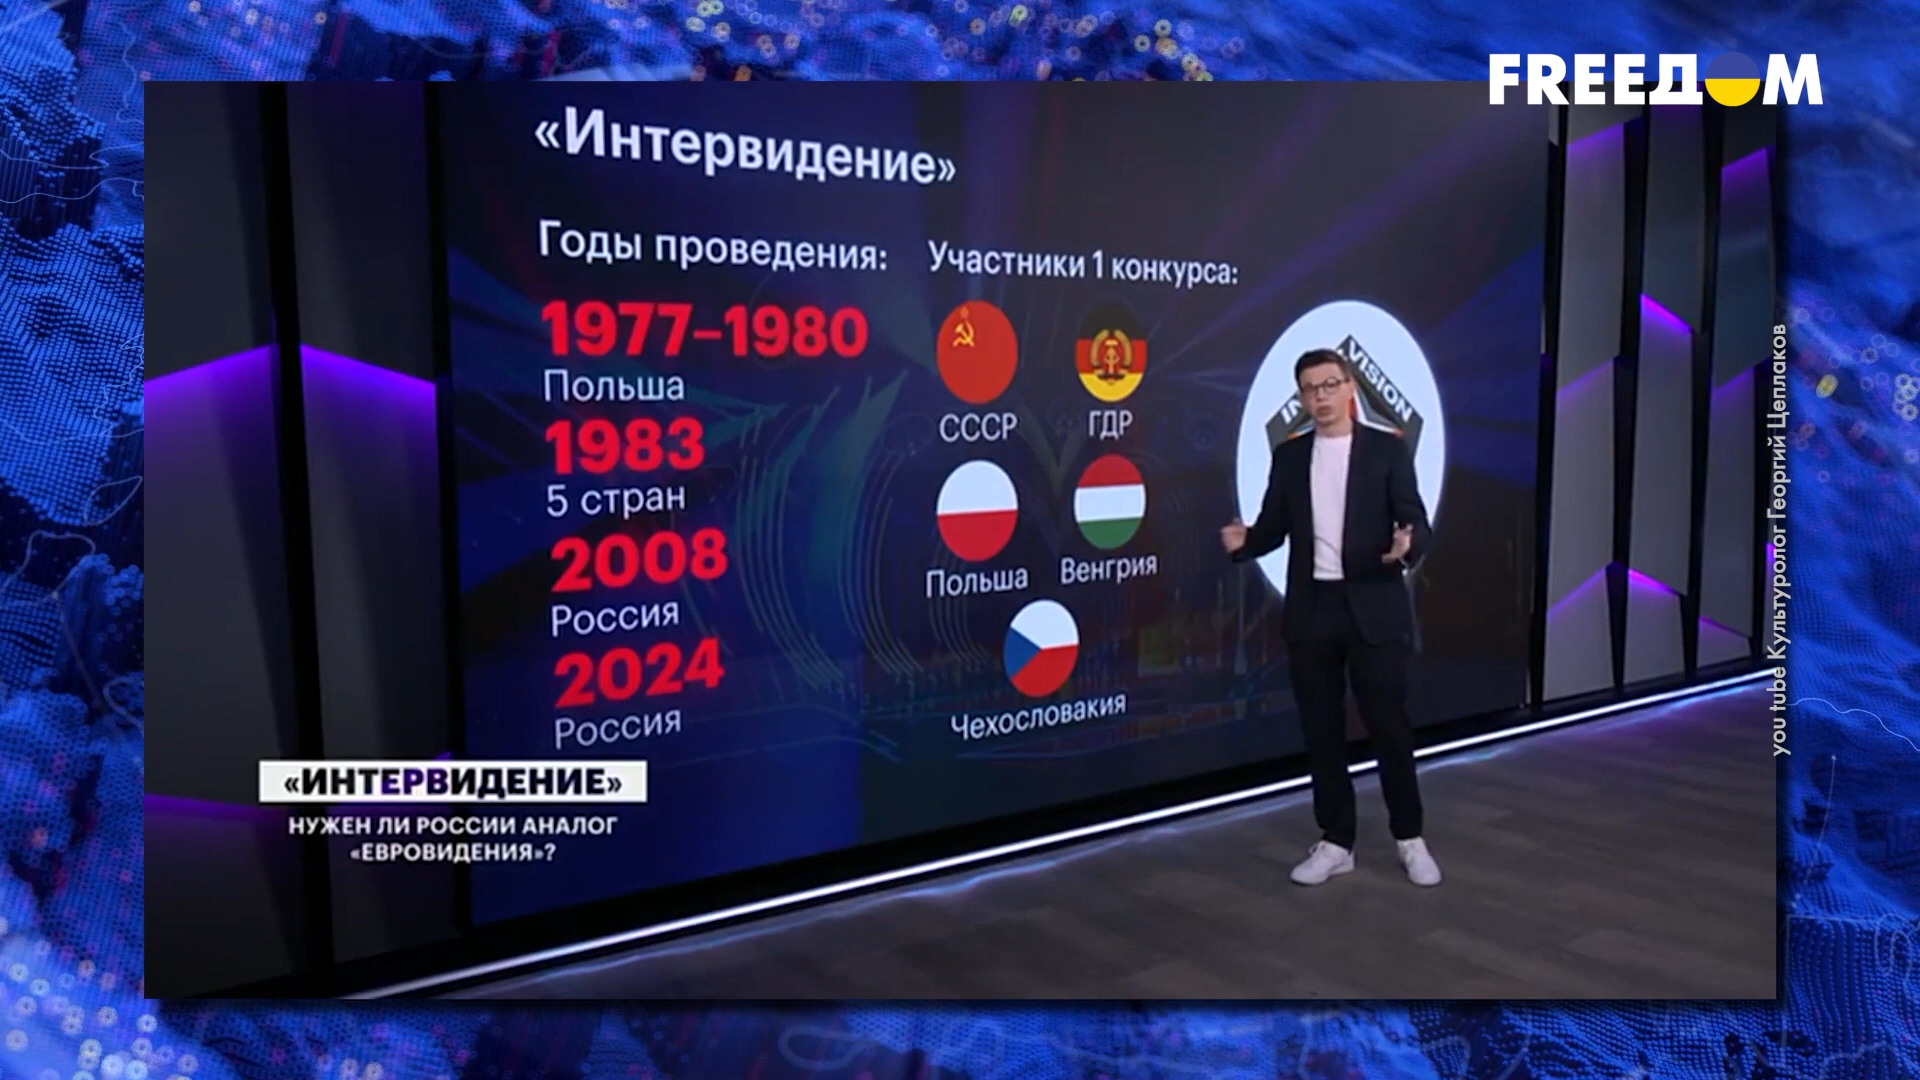 FREEДOM
«Интервидение»
Годы проведения:
1977–1980
Польша
1983
5 стран
2008
Россия
2024
Россия
Участники 1 конкурса:
СССР
ГДР
Польша
Венгрия
Чехословакия
VISION
«ИНТЕРВИДЕНИЕ»
НУЖЕН ЛИ РОССИИ АНАЛОГ
«ЕВРОВИДЕНИЯ»?
you tube Культуролог Георгий Цеплаков